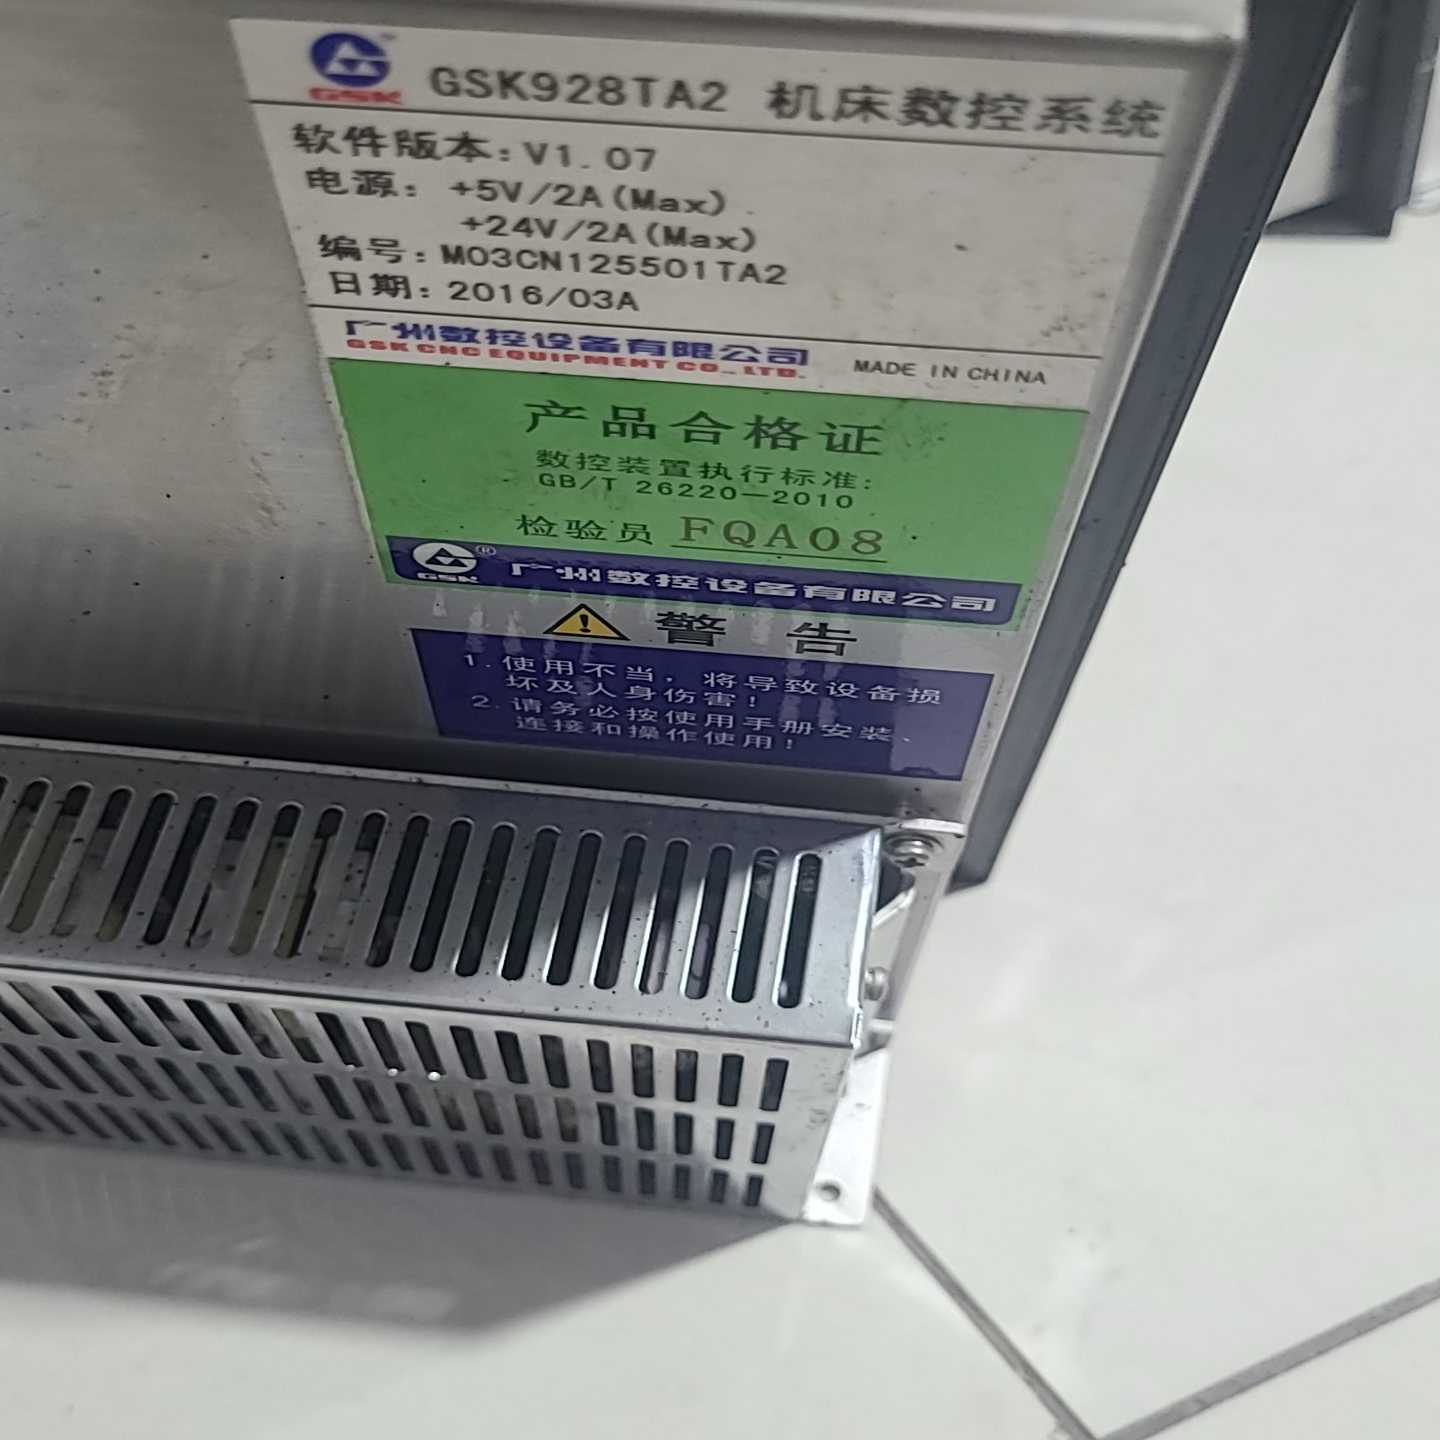 GSK GSK928TA2 机床数控系统
软件版本: V1.07
电源: +5V/2A(Max)
+24V/2A(Max)
编号: M03CN125501TA2
日期: 2016/03A
广州数控设备有限公司
GSK CNC EQUIPMENT CO., LTD. MADE IN CHINA
产品合格证
数控装置执行标准:
GB/T 26220—2010
检验员 FQA08
GSK® 广州数控设备有限公司
警告
1. 使用不当，将导致设备损
坏及人身伤害!
2. 请务必按使用手册安装、
连接和操作使用!